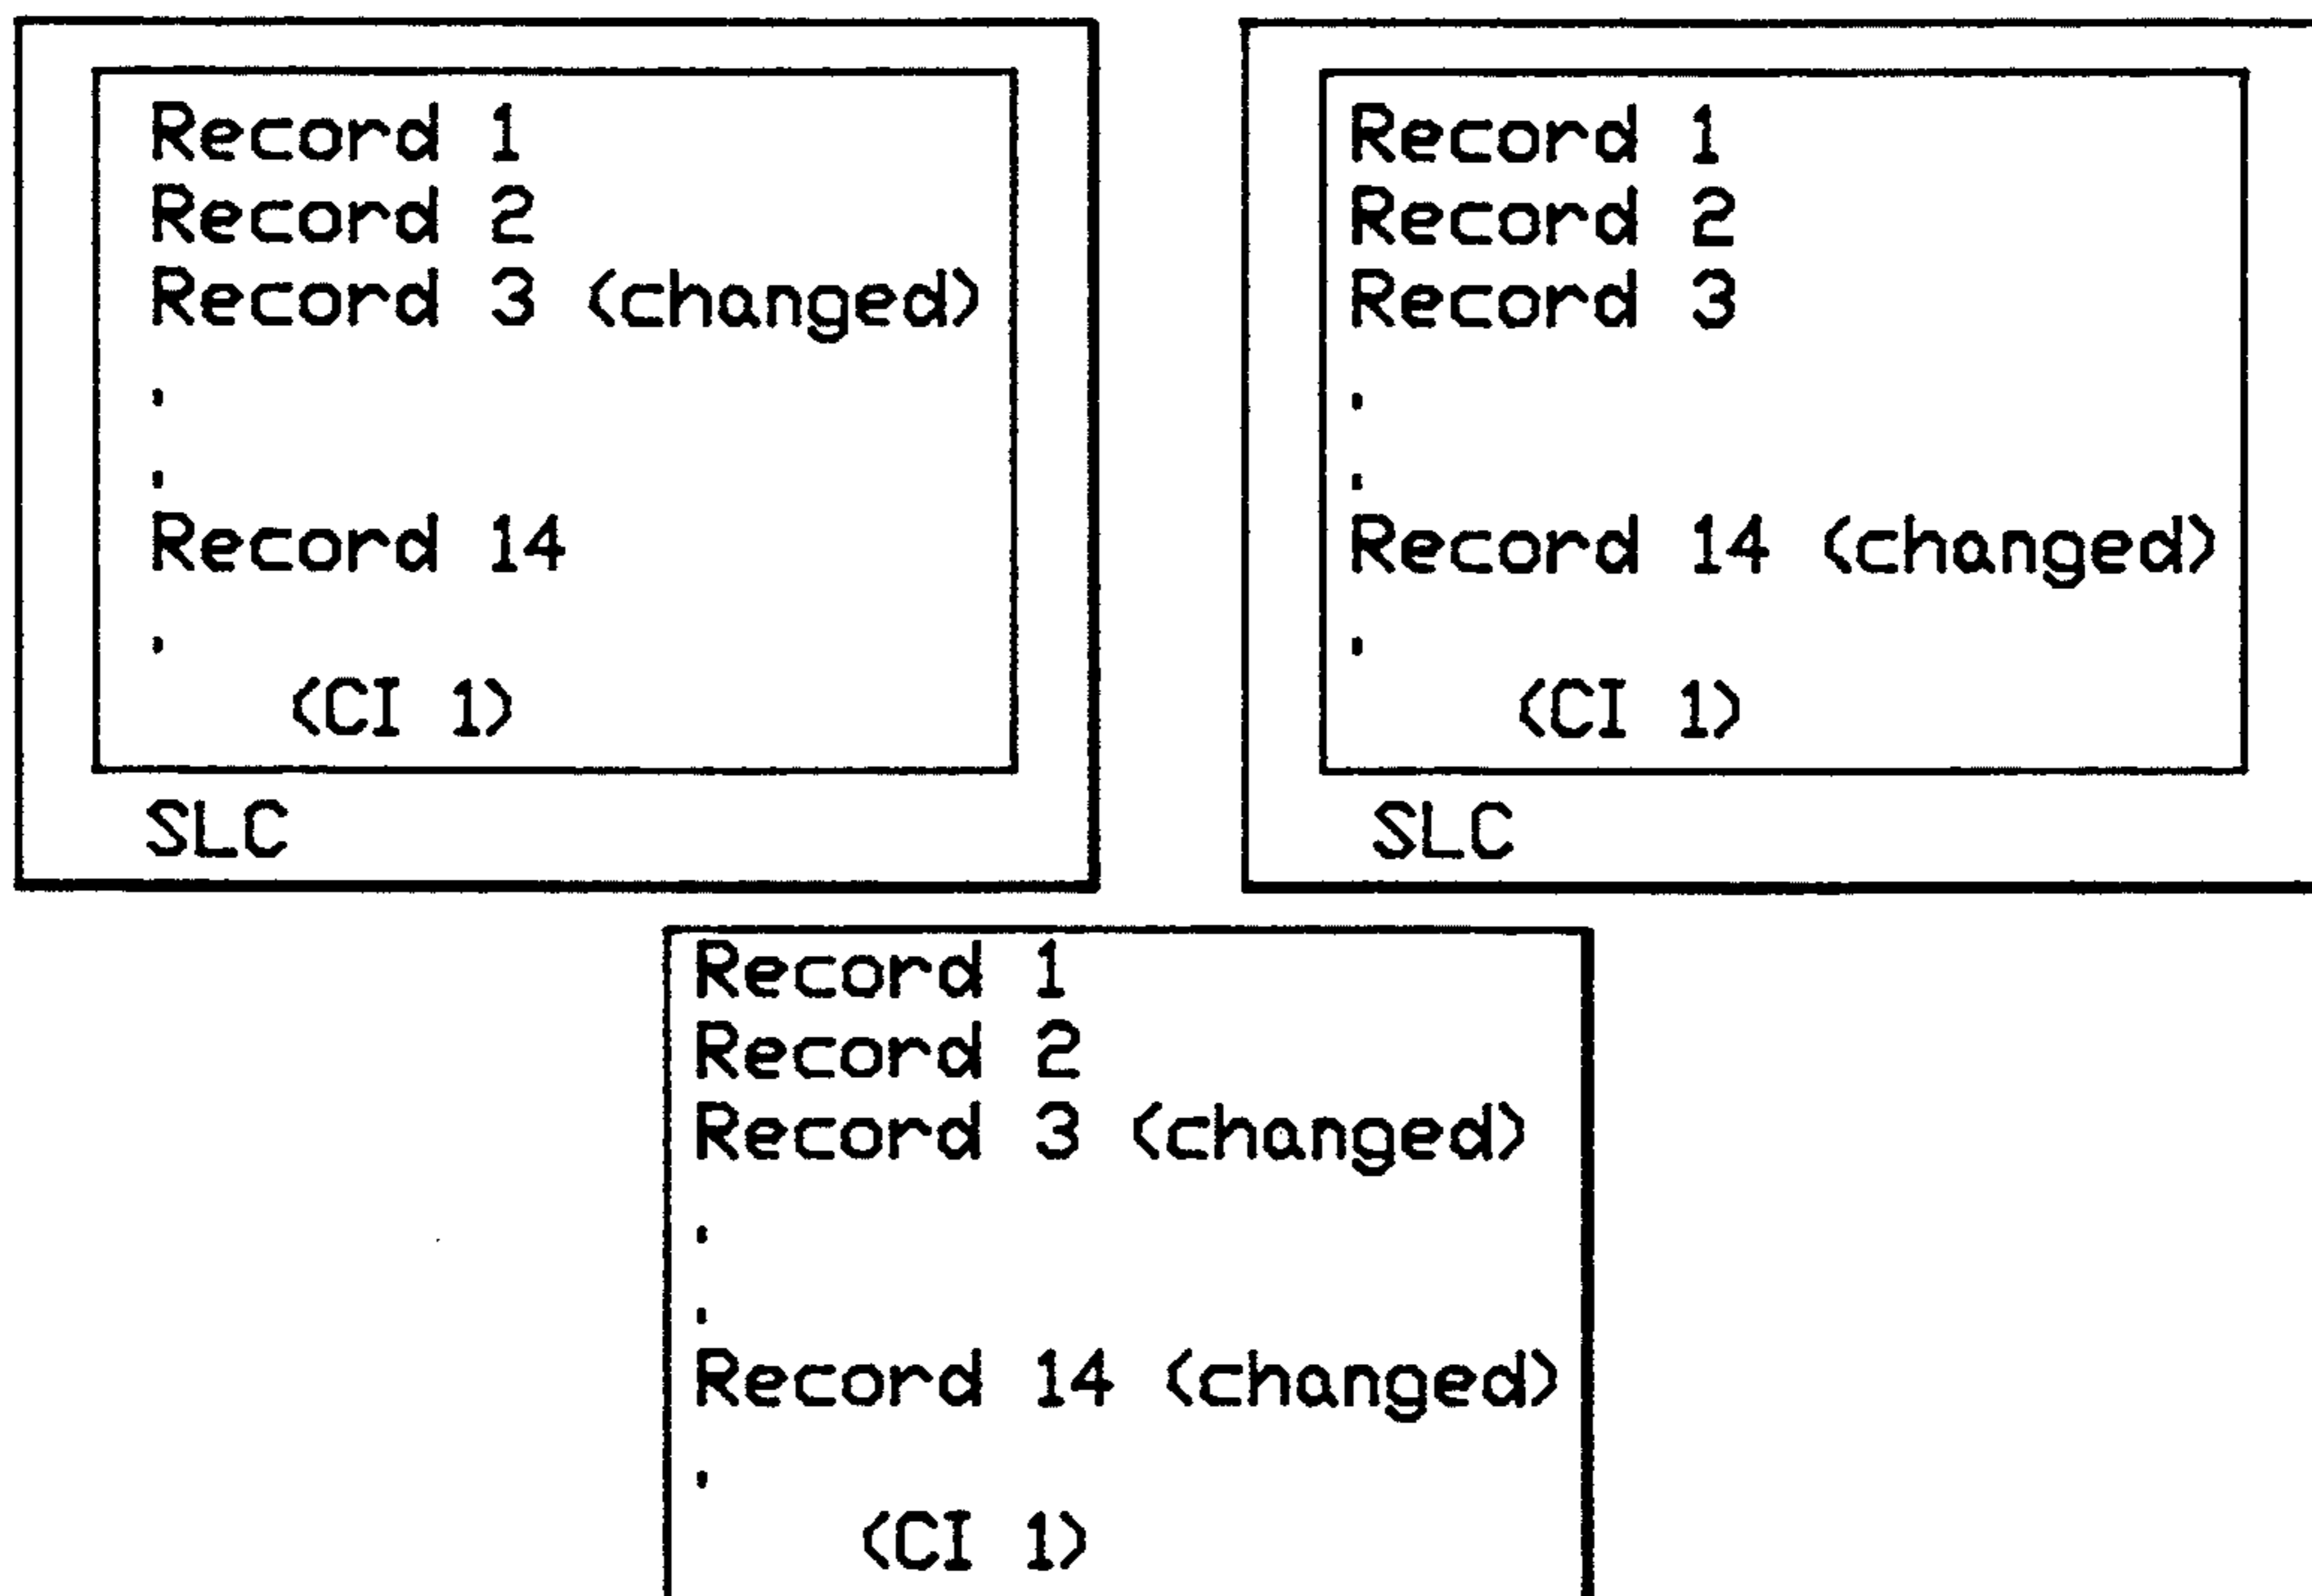 Record 1
Record 2
Record 3 (changed)
.
.
Record 14
.
(CI 1)
SLC
Record 1
Record 2
Record 3
.
.
Record 14 (changed)
.
(CI 1)
SLC
Record 1
Record 2
Record 3 (changed)
.
.
Record 14 (changed)
.
(CI 1)